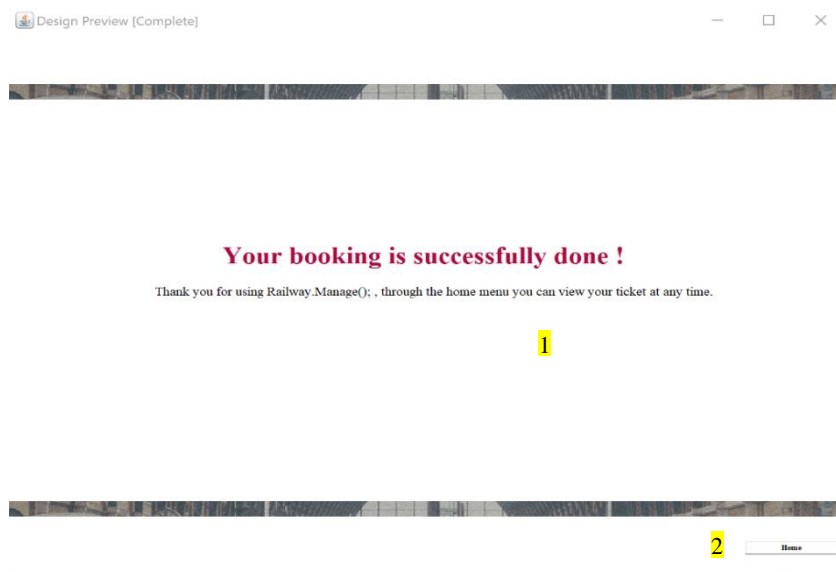 Design Preview [Complete]
Your booking is successfully done !
Thank you for using Railway.Manage(); , through the home menu you can view your ticket at any time.
1
2 Home